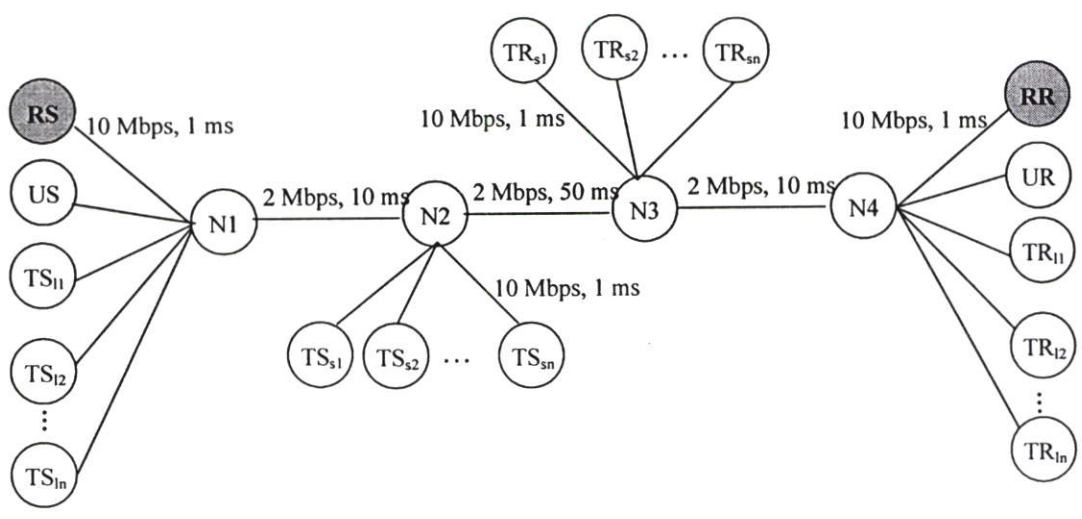 TRs1 TRs2 … TRsn
RS
10 Mbps, 1 ms
10 Mbps, 1 ms
10 Mbps, 1 ms
RR
US
UR
N1
2 Mbps, 10 ms
N2
2 Mbps, 50 ms
N3
2 Mbps, 10 ms
N4
TSl1
TRl1
10 Mbps, 1 ms
TSs1 TSs2 … TSsn
TSl2
TRl2
⋮
⋮
TSln
TRln